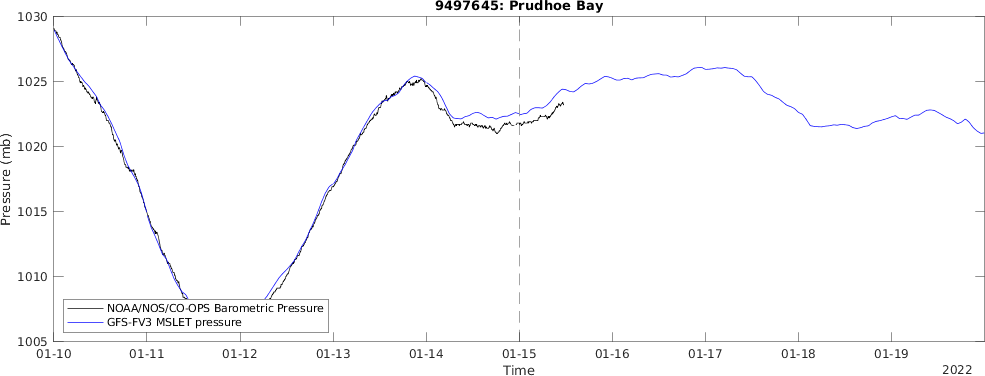 9497645: Prudhoe Bay
1030
1025
1020
1015
1010
1005
Pressure (mb)
NOAA/NOS/CO-OPS Barometric Pressure
GFS-FV3 MSLET pressure
01-10 01-11 01-12 01-13 01-14 01-15 01-16 01-17 01-18 01-19
Time
2022